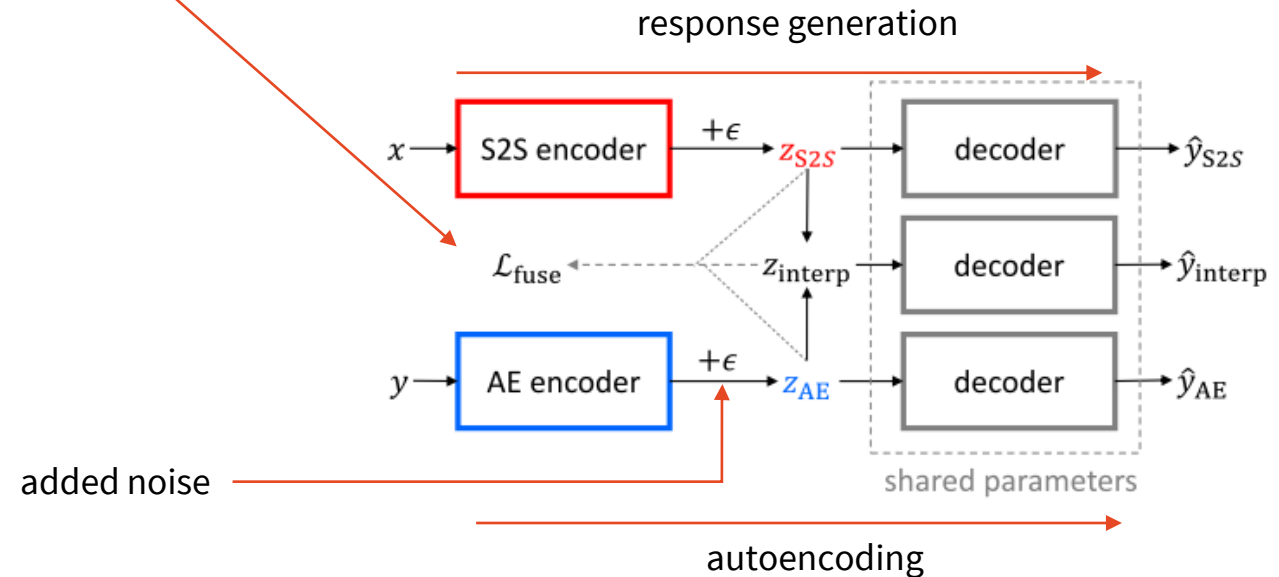 response generation
x S2S encoder +ϵ z_S2S decoder ŷ_S2S
ℒ_fuse z_interp decoder ŷ_interp
y AE encoder +ϵ z_AE decoder ŷ_AE
added noise
shared parameters
autoencoding